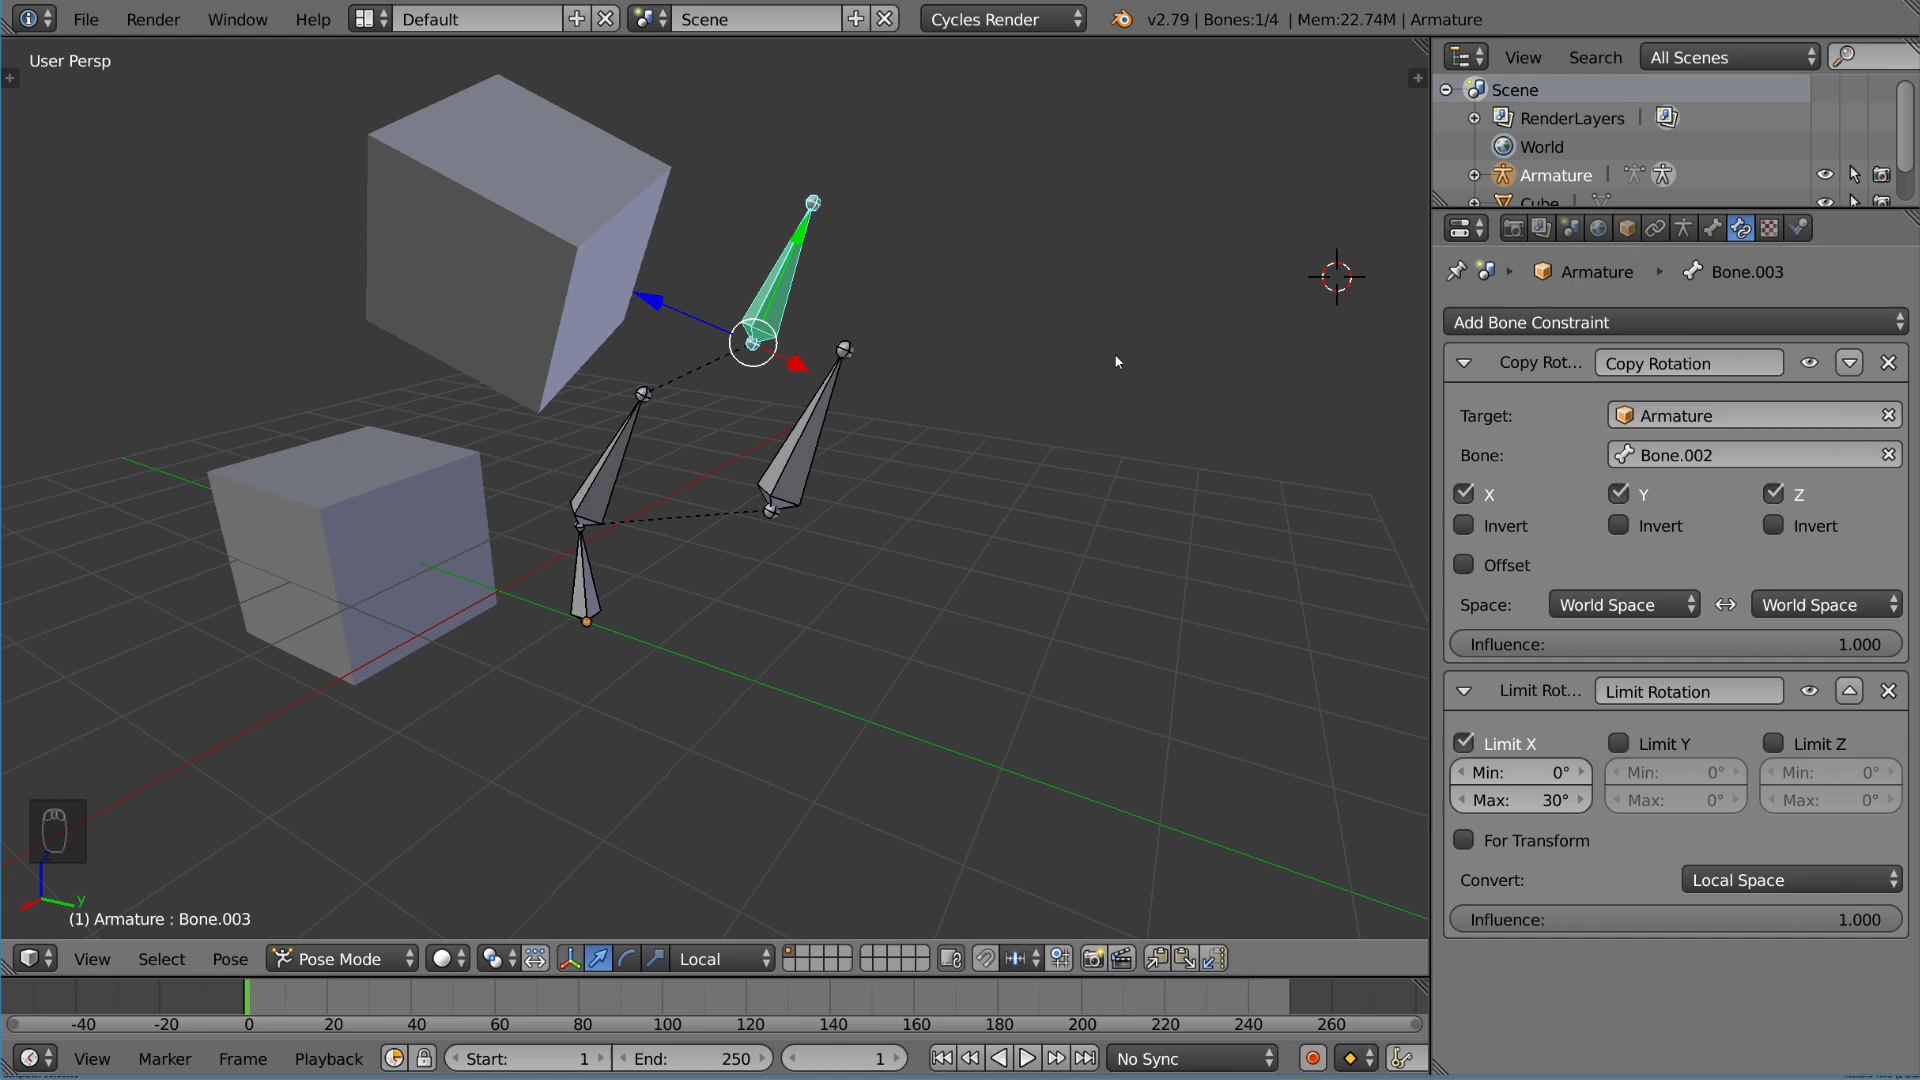 File Render Window Help Default Scene Cycles Render v2.79 | Bones:1/4 | Mem:22.74M | Armature
User Persp
View Search All Scenes
Scene
RenderLayers
World
Armature
Cube
Armature Bone.003
Add Bone Constraint
Copy Rot... Copy Rotation
Target: Armature
Bone: Bone.002
X Y Z
Invert Invert Invert
Offset
Space: World Space World Space
Influence: 1.000
Limit Rot... Limit Rotation
Limit X Limit Y Limit Z
Min: 0° Min: 0° Min: 0°
Max: 30° Max: 0° Max: 0°
For Transform
Convert: Local Space
Influence: 1.000
z
y
x
(1) Armature : Bone.003
View Select Pose Pose Mode Local
-40 -20 0 20 40 60 80 100 120 140 160 180 200 220 240 260
View Marker Frame Playback Start: 1 End: 250 1 No Sync